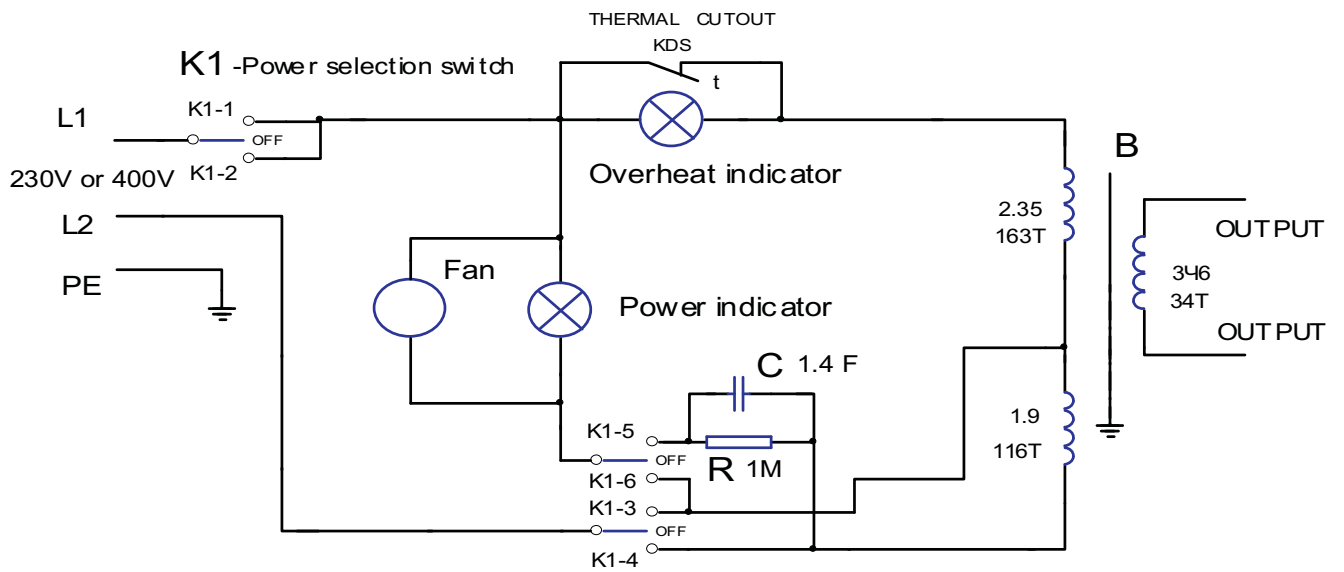 THERMAL CUTOUT
KDS
t
K1 -Power selection switch
K1-1
L1
OFF
K1-2
230V or 400V
Overheat indicator
B
L2
2.35
163T
OUTPUT
Fan
PE
3Ч6
34T
Power indicator
OUTPUT
C 1.4 F
K1-5
1.9
116T
OFF
R 1M
K1-6
K1-3
OFF
K1-4